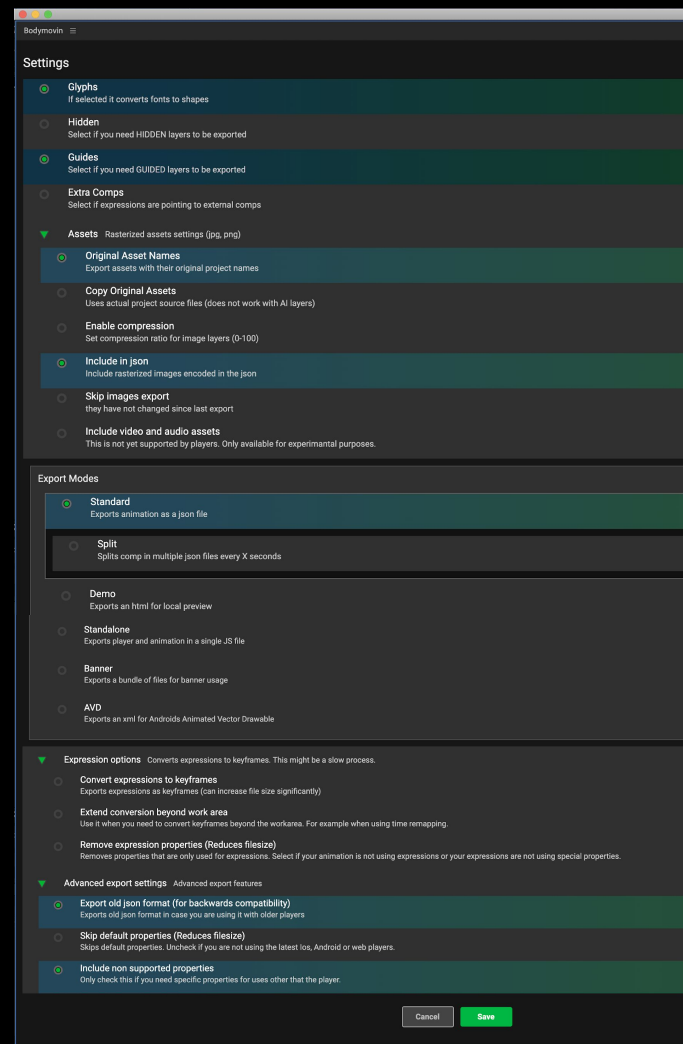 Bodymovin
Settings
Glyphs
If selected it converts fonts to shapes
Hidden
Select if you need HIDDEN layers to be exported
Guides
Select if you need GUIDED layers to be exported
Extra Comps
Select if expressions are pointing to external comps
Assets Rasterized assets settings (jpg, png)
Original Asset Names
Export assets with their original project names
Copy Original Assets
Uses actual project source files (does not work with AI layers)
Enable compression
Set compression ratio for image layers (0-100)
Include in json
Include rasterized images encoded in the json
Skip images export
they have not changed since last export
Include video and audio assets
This is not yet supported by players. Only available for experimantal purposes.
Export Modes
Standard
Exports animation as a json file
Split
Splits comp in multiple json files every X seconds
Demo
Exports an html for local preview
Standalone
Exports player and animation in a single JS file
Banner
Exports a bundle of files for banner usage
AVD
Exports an xml for Androids Animated Vector Drawable
Expression options Converts expressions to keyframes. This might be a slow process.
Convert expressions to keyframes
Exports expressions as keyframes (can increase file size significantly)
Extend conversion beyond work area
Use it when you need to convert keyframes beyond the workarea. For example when using time remapping.
Remove expression properties (Reduces filesize)
Removes properties that are only used for expressions. Select if your animation is not using expressions or your expressions are not using special properties.
Advanced export settings Advanced export features
Export old json format (for backwards compatibility)
Exports old json format in case you are using it with older players
Skip default properties (Reduces filesize)
Skips default properties. Uncheck if you are not using the latest Ios, Android or web players.
Include non supported properties
Only check this if you need specific properties for uses other that the player.
Cancel
Save